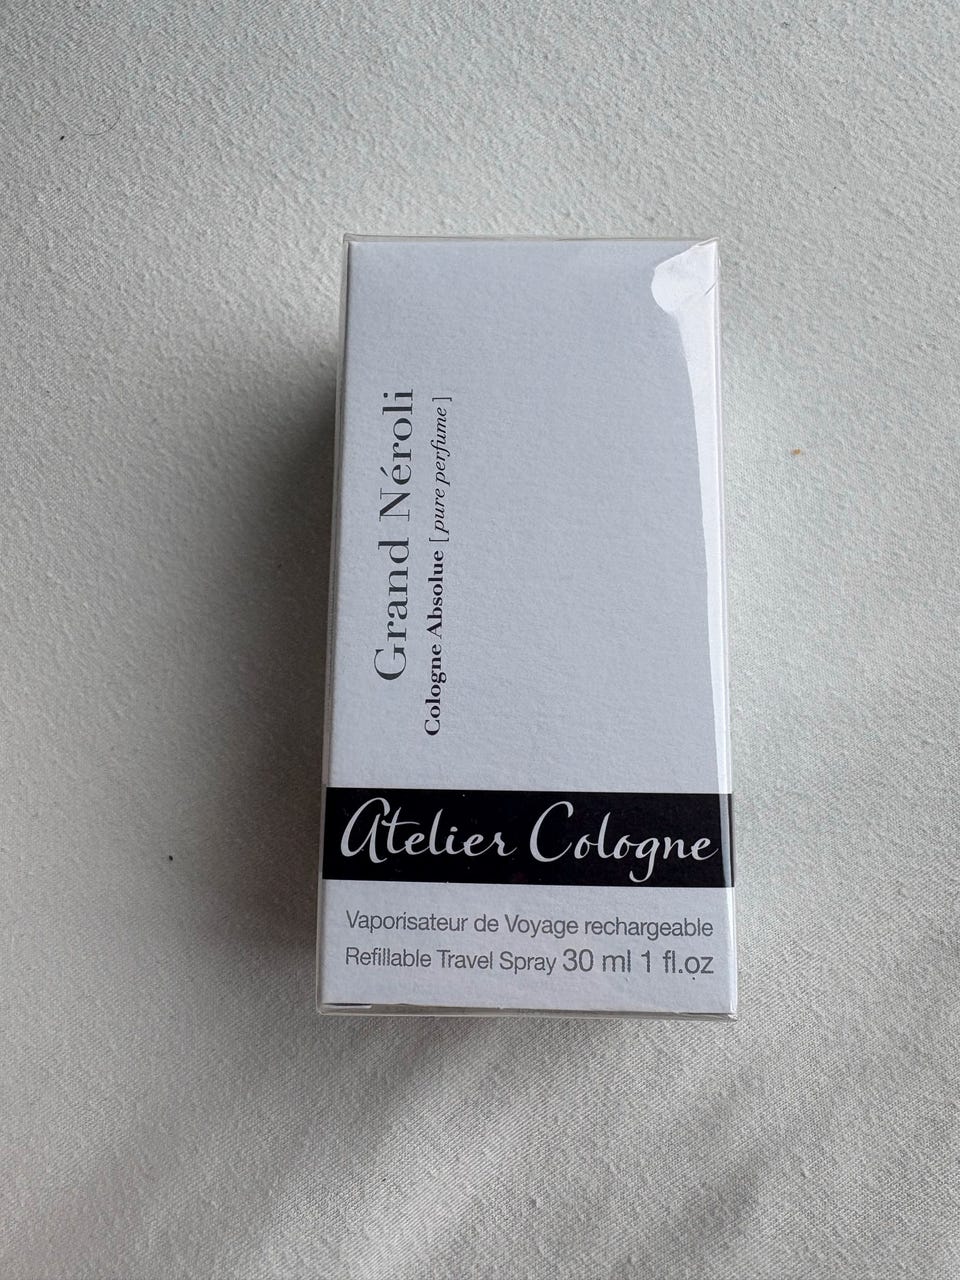 Grand Néroli
Cologne Absolue [pure perfume]
Atelier Cologne
Vaporisateur de Voyage rechargeable
Refillable Travel Spray 30 ml 1 fl.oz